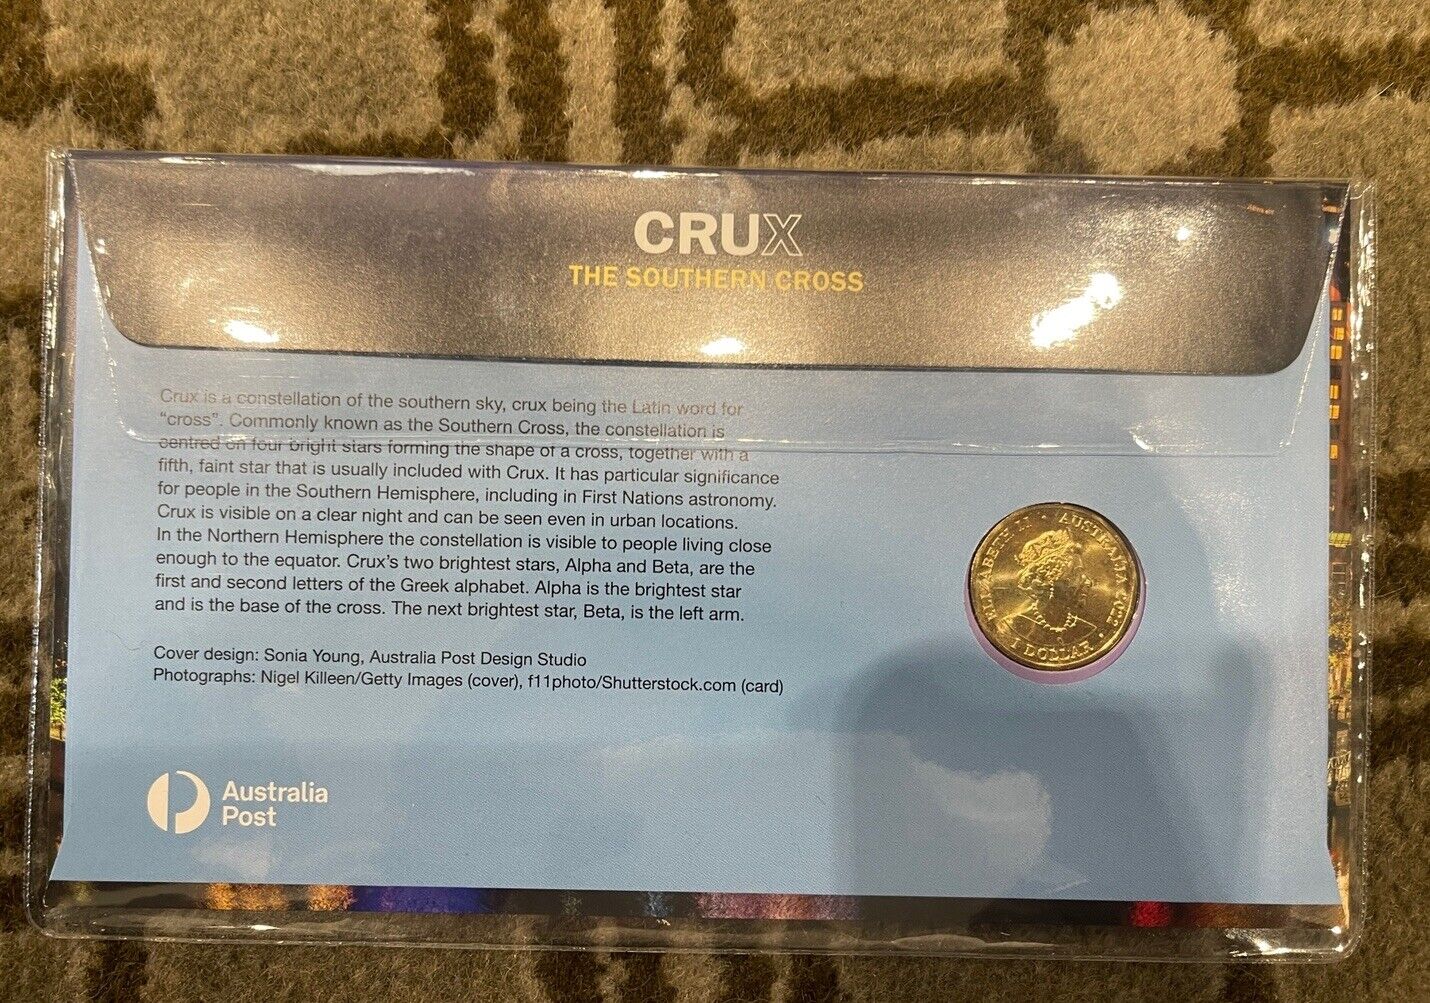 CRUX
THE SOUTHERN CROSS
Crux is a constellation of the southern sky, crux being the Latin word for
“cross”. Commonly known as the Southern Cross, the constellation is
centred on four bright stars forming the shape of a cross, together with a
fifth, faint star that is usually included with Crux. It has particular significance
for people in the Southern Hemisphere, including in First Nations astronomy.
Crux is visible on a clear night and can be seen even in urban locations.
In the Northern Hemisphere the constellation is visible to people living close
enough to the equator. Crux's two brightest stars, Alpha and Beta, are the
first and second letters of the Greek alphabet. Alpha is the brightest star
and is the base of the cross. The next brightest star, Beta, is the left arm.
Cover design: Sonia Young, Australia Post Design Studio
Photographs: Nigel Killeen/Getty Images (cover), f11photo/Shutterstock.com (card)
ELIZABETH II • AUSTRALIA 2022 •
1 DOLLAR
Australia
Post